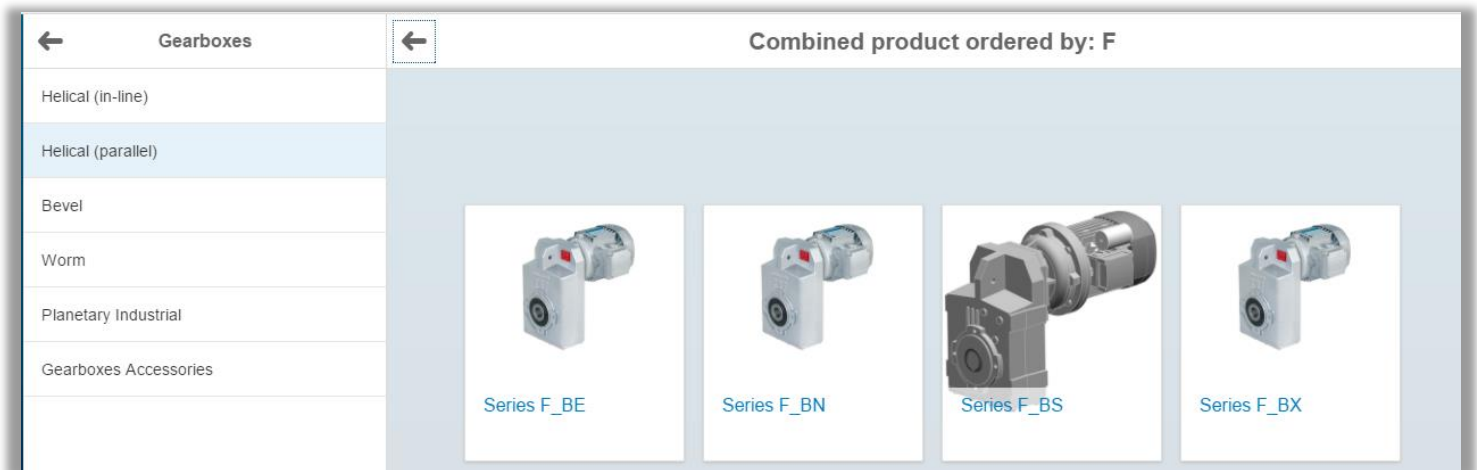 Gearboxes
Combined product ordered by: F
Helical (in-line)
Helical (parallel)
Bevel
Worm
Planetary Industrial
Gearboxes Accessories
Series F_BE
Series F_BN
Series F_BS
Series F_BX